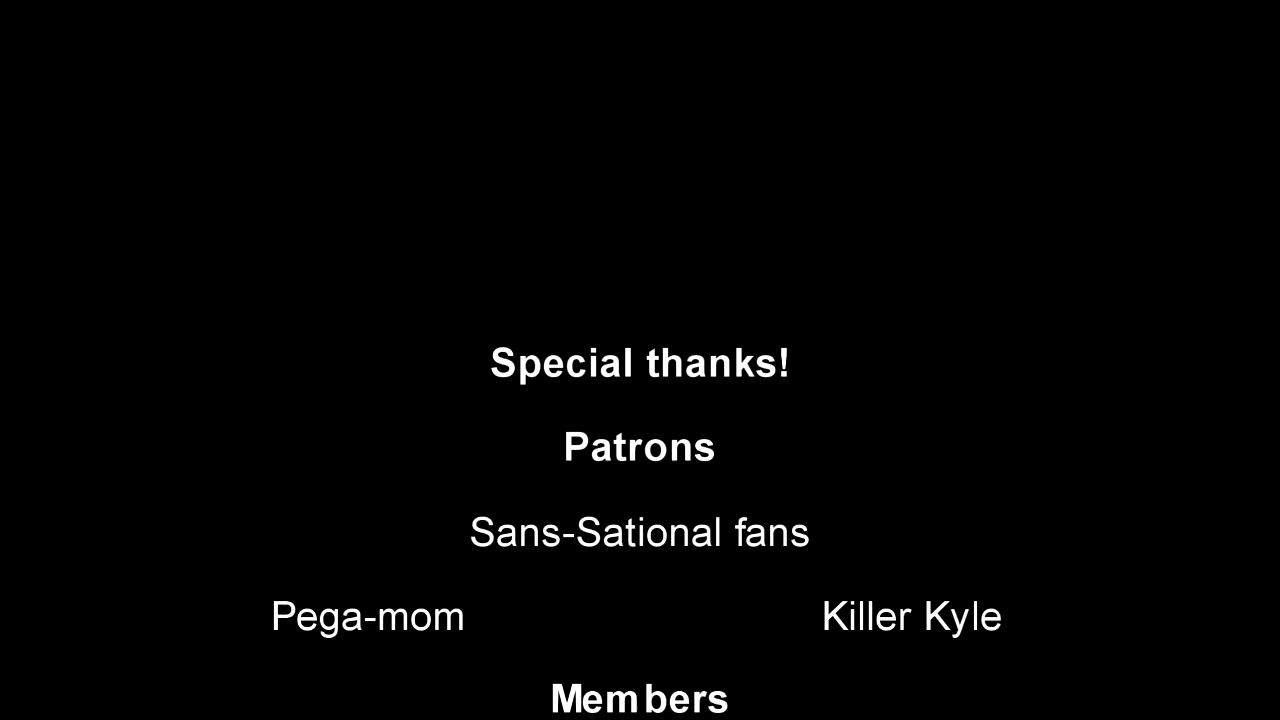 Special thanks!
Patrons
Sans-Sational fans
Pega-mom Killer Kyle
Members